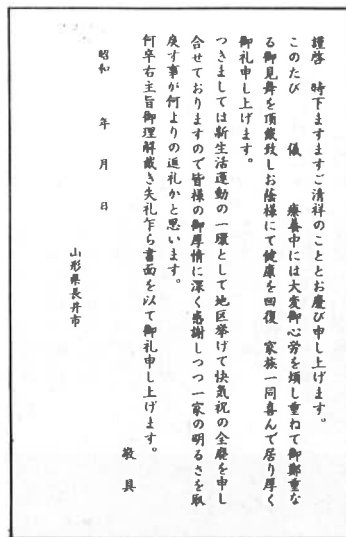 謹啓　時下ますますご清祥のこととお慶び申し上げます。
このたび　　　儀　　　療養中には大変御心労を煩し重ねて御鄭重な
る御見舞を頂戴致しお蔭様にて健康を回復　家族一同喜んで居り厚く
御礼申し上げます。
つきましては新生活運動の一環として地区挙げて快気祝の全廃を申し
合せておりますので皆様の御厚情に深く感謝しつつ一家の明るさを取
戻す事が何よりの返礼かと思います。
何卒右主旨御理解戴き失礼乍ら書面を以て御礼申し上げます。
敬具
昭和　　年　　月　　日
山形県長井市